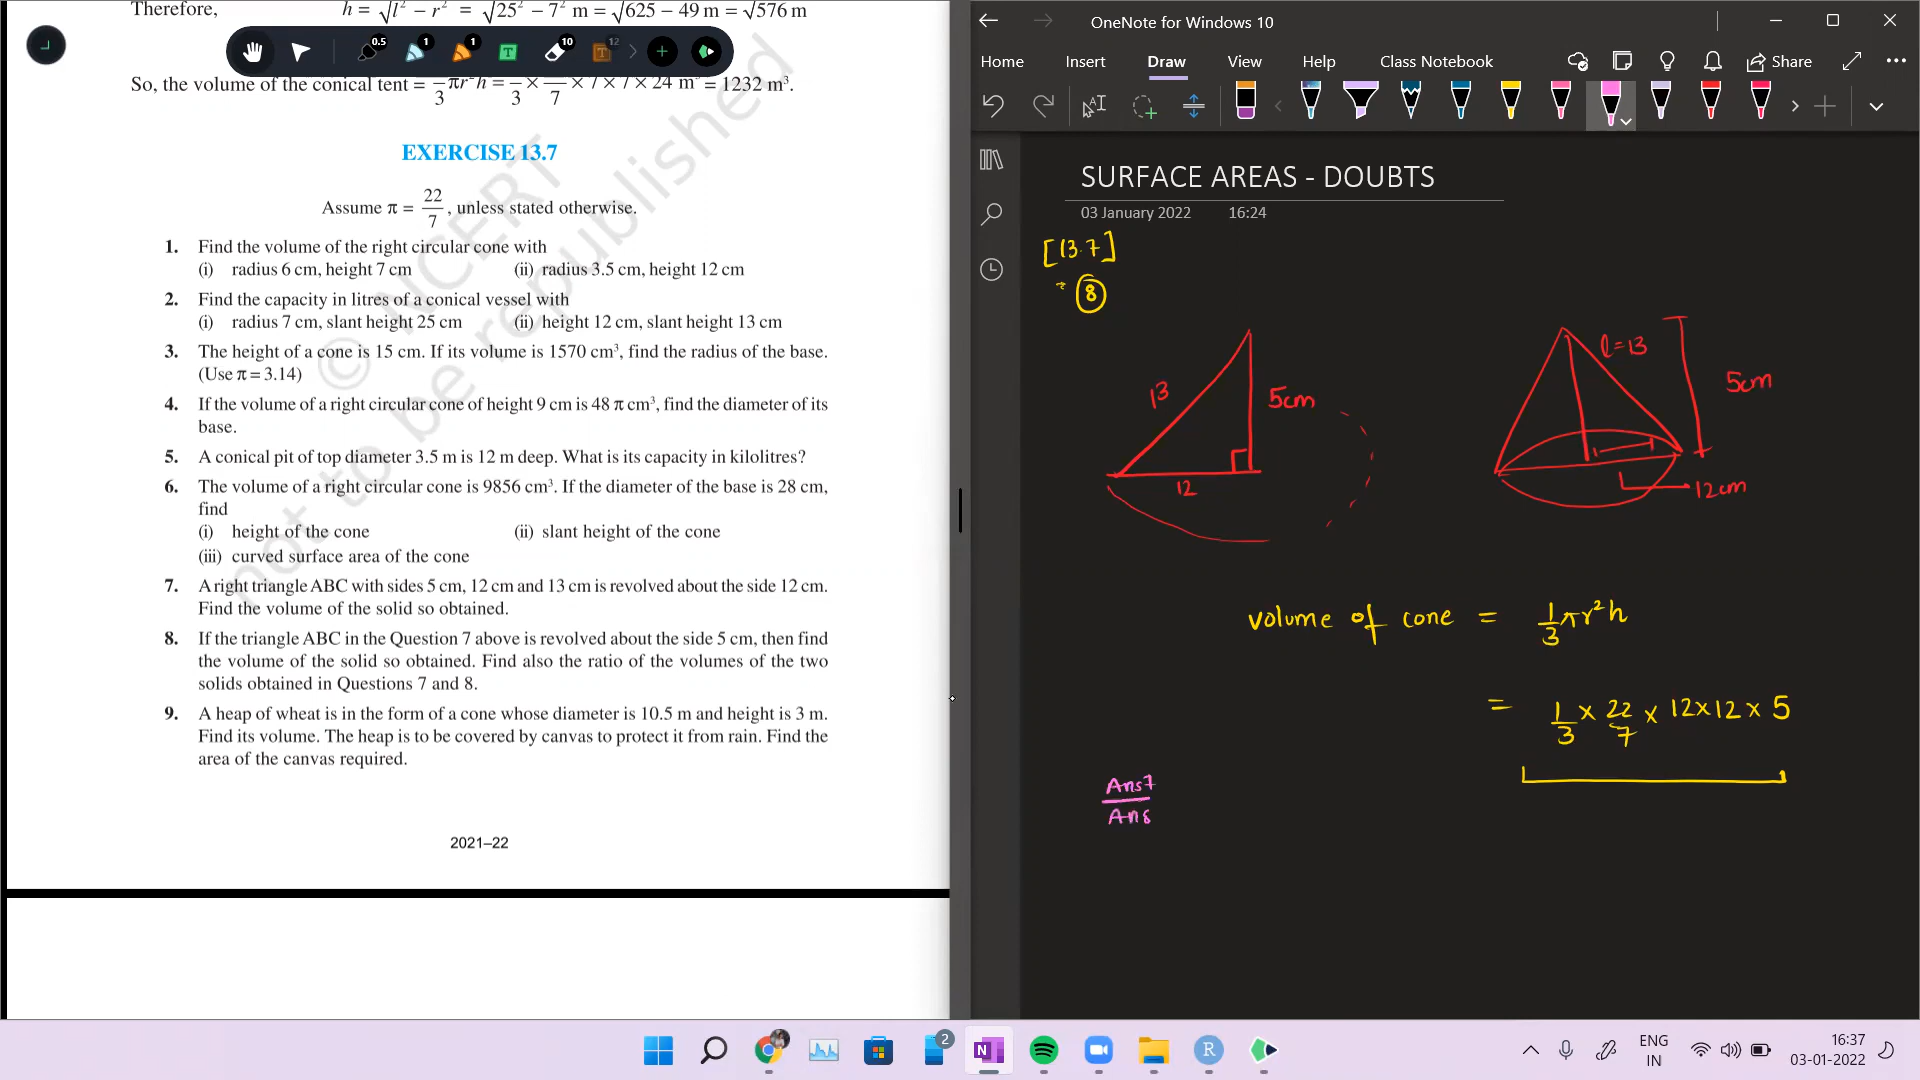 Therefore, h = √l² – r² = √25² – 7² m = √625 – 49 m = √576 m
0.5 1 1 T 10 T 12
So, the volume of the conical tent = 1/3 πr²h = 1/3 × 22/7 × 7 × 7 × 24 m³ = 1232 m³.
EXERCISE 13.7
Assume π = 22/7, unless stated otherwise.
1. Find the volume of the right circular cone with
(i) radius 6 cm, height 7 cm (ii) radius 3.5 cm, height 12 cm
2. Find the capacity in litres of a conical vessel with
(i) radius 7 cm, slant height 25 cm (ii) height 12 cm, slant height 13 cm
3. The height of a cone is 15 cm. If its volume is 1570 cm³, find the radius of the base.
(Use π = 3.14)
4. If the volume of a right circular cone of height 9 cm is 48 π cm³, find the diameter of its
base.
5. A conical pit of top diameter 3.5 m is 12 m deep. What is its capacity in kilolitres?
6. The volume of a right circular cone is 9856 cm³. If the diameter of the base is 28 cm,
find
(i) height of the cone (ii) slant height of the cone
(iii) curved surface area of the cone
7. A right triangle ABC with sides 5 cm, 12 cm and 13 cm is revolved about the side 12 cm.
Find the volume of the solid so obtained.
8. If the triangle ABC in the Question 7 above is revolved about the side 5 cm, then find
the volume of the solid so obtained. Find also the ratio of the volumes of the two
solids obtained in Questions 7 and 8.
9. A heap of wheat is in the form of a cone whose diameter is 10.5 m and height is 3 m.
Find its volume. The heap is to be covered by canvas to protect it from rain. Find the
area of the canvas required.
2021–22
© NCERT
not to be republished
OneNote for Windows 10
Home Insert Draw View Help Class Notebook Share
SURFACE AREAS - DOUBTS
03 January 2022 16:24
[13.7]
8
13 5cm
12
l=13
5cm
12cm
volume of cone = 1/3 πr²h
= 1/3 × 22/7 × 12×12 × 5
Ans7
Ans8
2
N
R
ENG
IN
16:37
03-01-2022